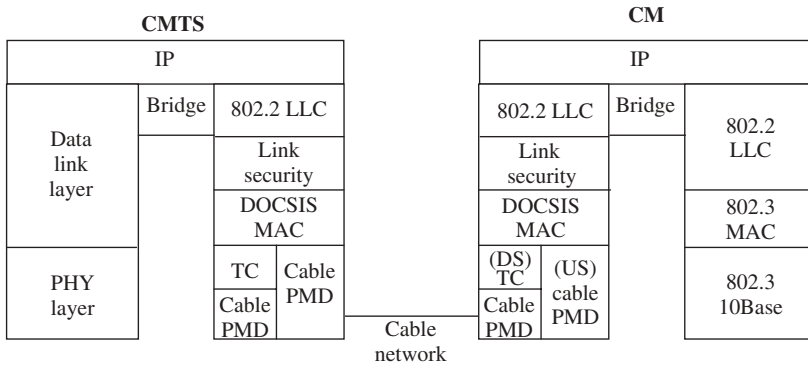 CMTS
IP
Data
link
layer
PHY
layer
Bridge
802.2 LLC
Link
security
DOCSIS
MAC
TC
Cable
PMD
Cable
PMD
Cable
network
CM
IP
802.2 LLC
Link
security
DOCSIS
MAC
(DS)
TC
Cable
PMD
(US)
cable
PMD
Bridge
802.2
LLC
802.3
MAC
802.3
10Base